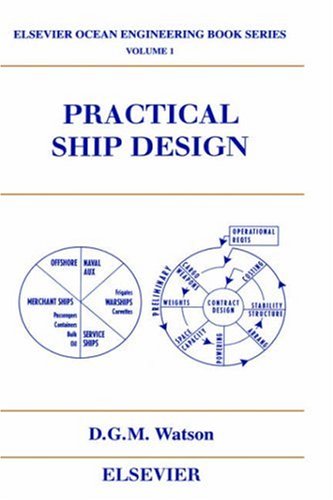 ELSEVIER OCEAN ENGINEERING BOOK SERIES
VOLUME 1
PRACTICAL
SHIP DESIGN
OFFSHORE
NAVAL
AUX
MERCHANT SHIPS
Passengers
Containers
Bulk
Oil
Frigates
WARSHIPS
Corvettes
SERVICE
SHIPS
OPERATIONAL
REQTS
PRELIMINARY
CARGO
WEAPONS
COSTING
WEIGHTS
CONTRACT
DESIGN
STABILITY
STRUCTURE
SPACE
CAPACITY
POWERING
ARRANG
D.G.M. Watson
ELSEVIER